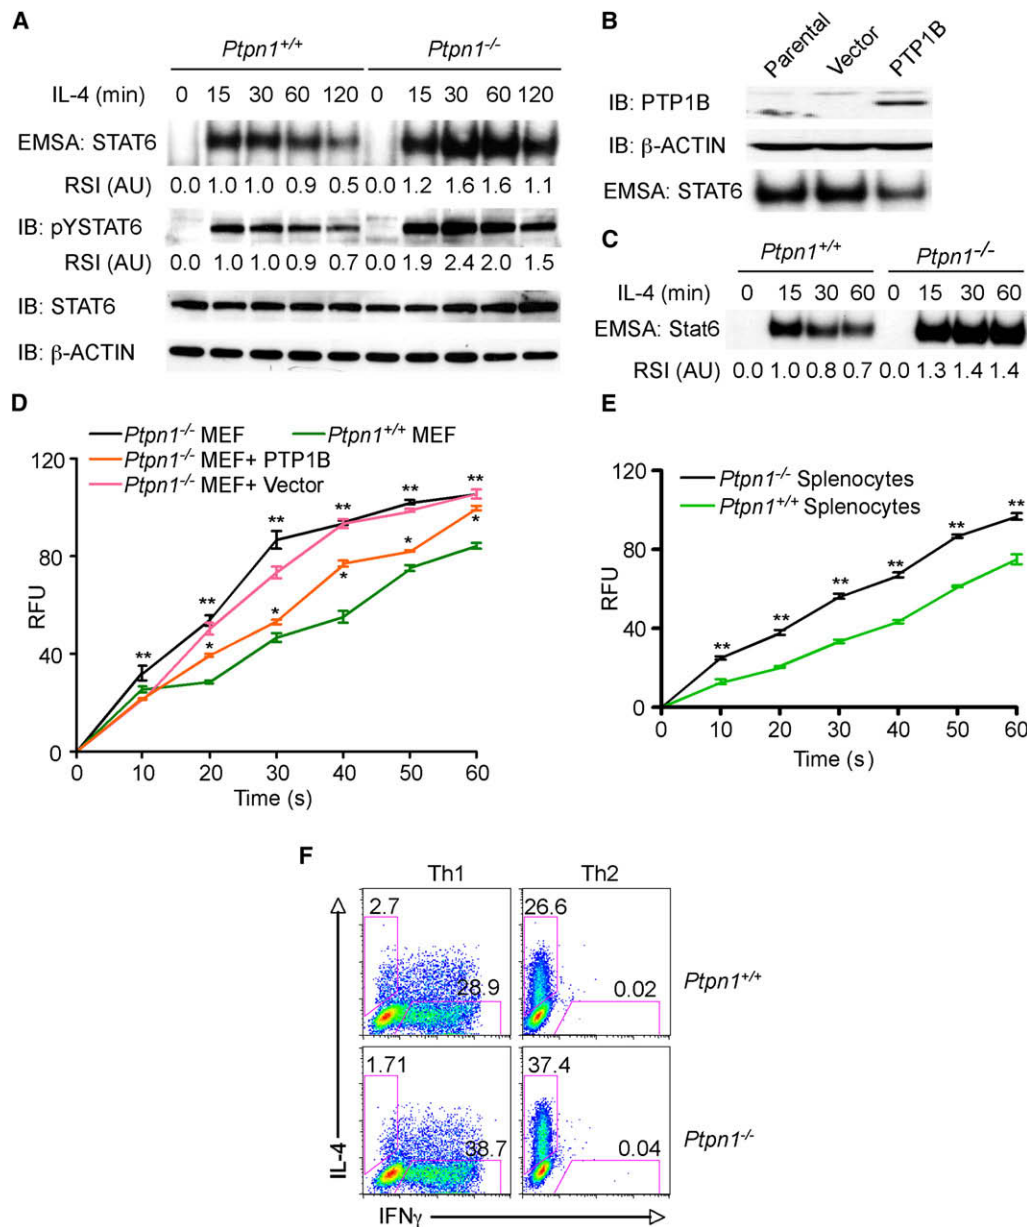 A
Ptpn1+/+ Ptpn1-/-
IL-4 (min) 0 15 30 60 120 0 15 30 60 120
EMSA: STAT6
RSI (AU) 0.0 1.0 1.0 0.9 0.5 0.0 1.2 1.6 1.6 1.1
IB: pYSTAT6
RSI (AU) 0.0 1.0 1.0 0.9 0.7 0.0 1.9 2.4 2.0 1.5
IB: STAT6
IB: β-ACTIN
B
Parental Vector PTP1B
IB: PTP1B
IB: β-ACTIN
EMSA: STAT6
C
Ptpn1+/+ Ptpn1-/-
IL-4 (min) 0 15 30 60 0 15 30 60
EMSA: Stat6
RSI (AU) 0.0 1.0 0.8 0.7 0.0 1.3 1.4 1.4
D
Ptpn1-/- MEF Ptpn1+/+ MEF
Ptpn1-/- MEF+ PTP1B
Ptpn1-/- MEF+ Vector
120
80
40
0
RFU
** ** ** ** ** **
* * * * *
0 10 20 30 40 50 60
Time (s)
E
Ptpn1-/- Splenocytes
Ptpn1+/+ Splenocytes
120
80
40
0
RFU
** ** ** ** ** **
0 10 20 30 40 50 60
Time (s)
F
Th1 Th2
2.7 26.6
28.9 0.02
Ptpn1+/+
1.71 37.4
38.7 0.04
Ptpn1-/-
IL-4
IFNγ